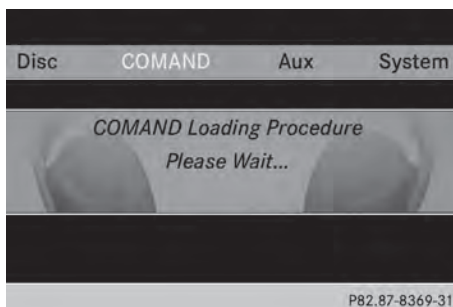 Disc COMAND Aux System
COMAND Loading Procedure
Please Wait...
P82.87-8369-31